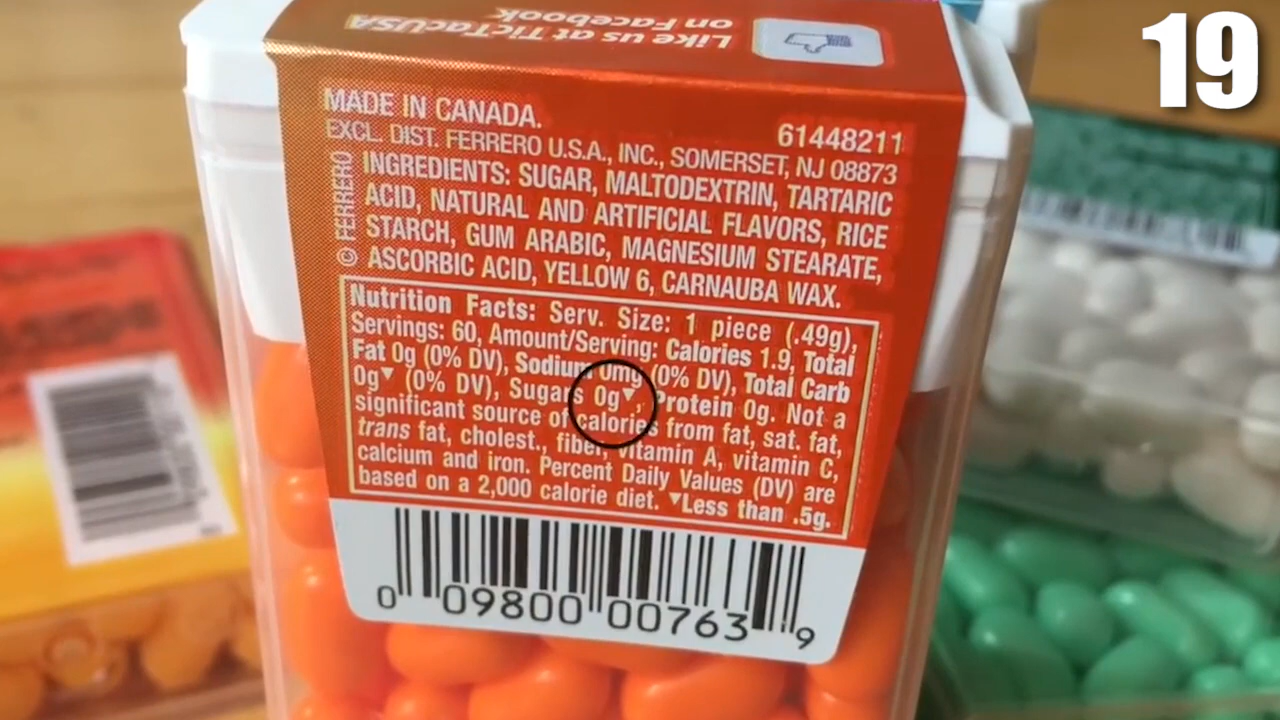 19
Like us at TicTacUSA
on Facebook
MADE IN CANADA.
61448211
EXCL. DIST. FERRERO U.S.A., INC., SOMERSET, NJ 08873
© FERRERO
INGREDIENTS: SUGAR, MALTODEXTRIN, TARTARIC
ACID, NATURAL AND ARTIFICIAL FLAVORS, RICE
STARCH, GUM ARABIC, MAGNESIUM STEARATE,
ASCORBIC ACID, YELLOW 6, CARNAUBA WAX.
Nutrition Facts: Serv. Size: 1 piece (.49g),
Servings: 60, Amount/Serving: Calories 1.9, Total
Fat 0g (0% DV), Sodium 0mg (0% DV), Total Carb
0g▼ (0% DV), Sugars 0g▼, Protein 0g. Not a
significant source of calories from fat, sat. fat,
trans fat, cholest., fiber, vitamin A, vitamin C,
calcium and iron. Percent Daily Values (DV) are
based on a 2,000 calorie diet. ▼Less than .5g.
0 09800 00763 9